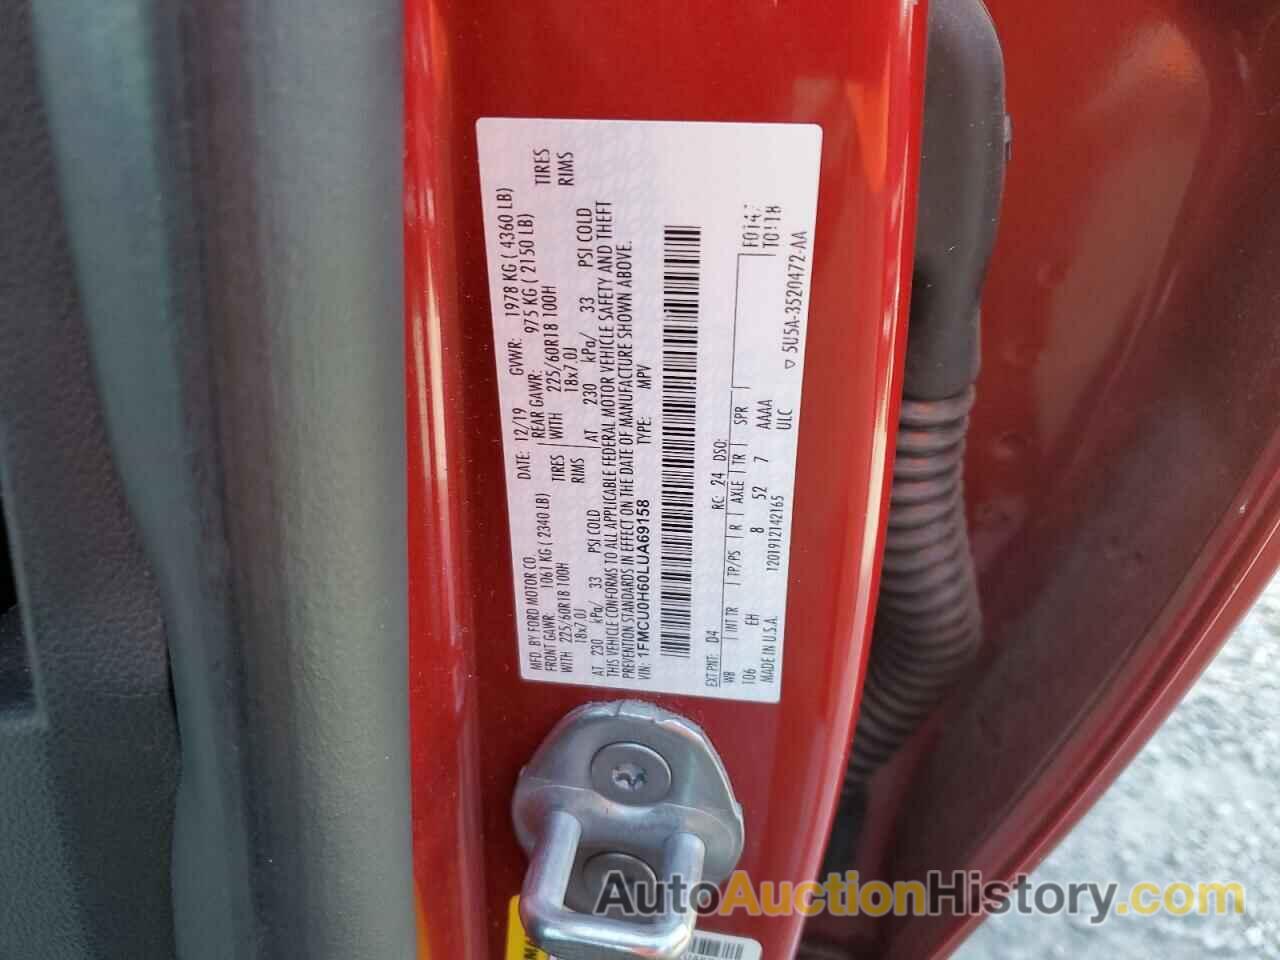 MFD. BY FORD MOTOR CO.
DATE: 12/19 GVWR: 1978 KG ( 4360 LB)
FRONT GAWR: 1061 KG ( 2340 LB) REAR GAWR: 975 KG ( 2150 LB)
WITH 225/60R18 100H TIRES WITH 225/60R18 100H TIRES
18x7.0J RIMS 18x7.0J RIMS
AT 230 kPa/ 33 PSI COLD AT 230 kPa/ 33 PSI COLD
THIS VEHICLE CONFORMS TO ALL APPLICABLE FEDERAL MOTOR VEHICLE SAFETY AND THEFT
PREVENTION STANDARDS IN EFFECT ON THE DATE OF MANUFACTURE SHOWN ABOVE.
VIN: 1FMCU0H60LUA69158 TYPE: MPV
EXT PNT: D4 RC: 24 DSO: F0147
WB INT TR TP/PS R AXLE TR SPR T0118
106 EH 8 52 7 AAAA
MADE IN U.S.A. 1201912142165 ULC
5U5A-3520472-AA
AutoAuctionHistory.com